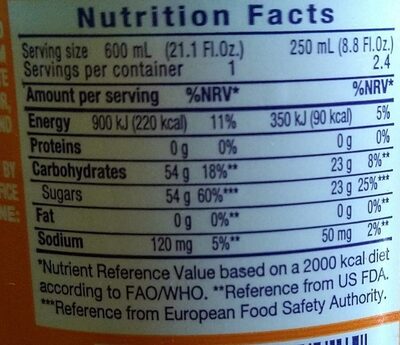 Nutrition Facts
Serving size 600 mL (21.1 Fl.Oz.) 250 mL (8.8 Fl.Oz.)
Servings per container 1 2.4
Amount per serving %NRV* %NRV*
Energy 900 kJ (220 kcal) 11% 350 kJ (90 kcal) 5%
Proteins 0 g 0% 0 g 0%
Carbohydrates 54 g 18%** 23 g 8%**
Sugars 54 g 60%*** 23 g 25%***
Fat 0 g 0%** 0 g 0%**
Sodium 120 mg 5%** 50 mg 2%**
*Nutrient Reference Value based on a 2000 kcal diet
according to FAO/WHO. **Reference from US FDA.
***Reference from European Food Safety Authority.
BY